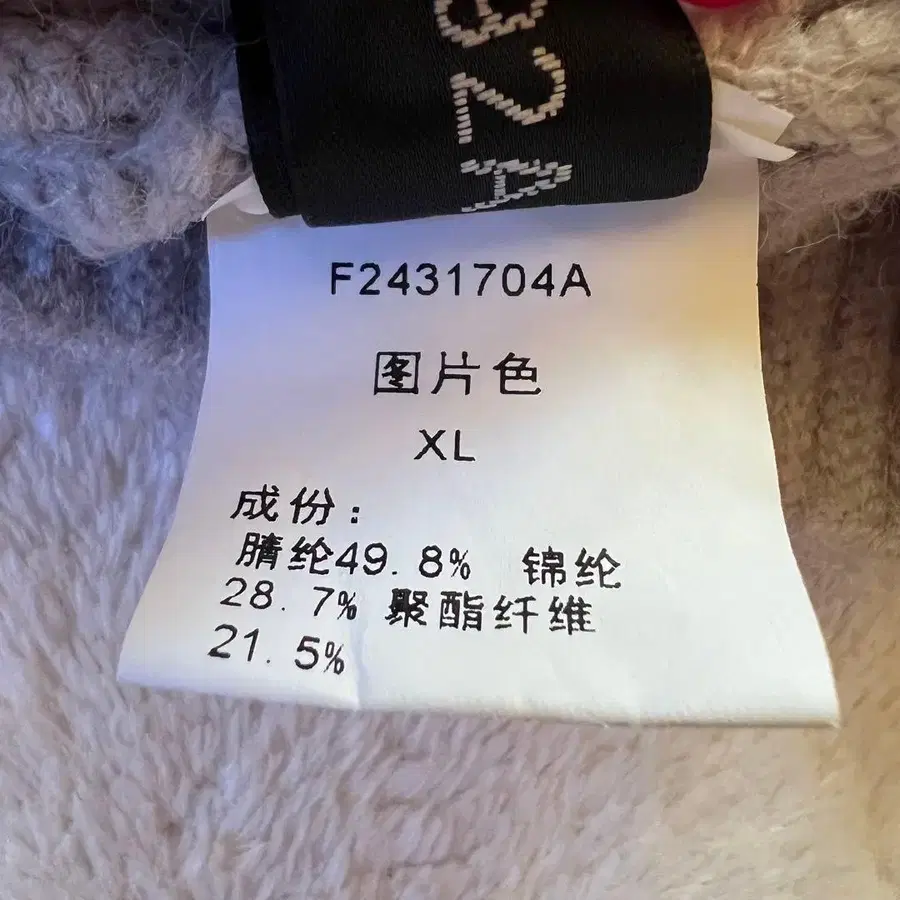 F2431704A
图片色
XL
成份:
腈纶49.8% 锦纶
28.7% 聚酯纤维
21.5%